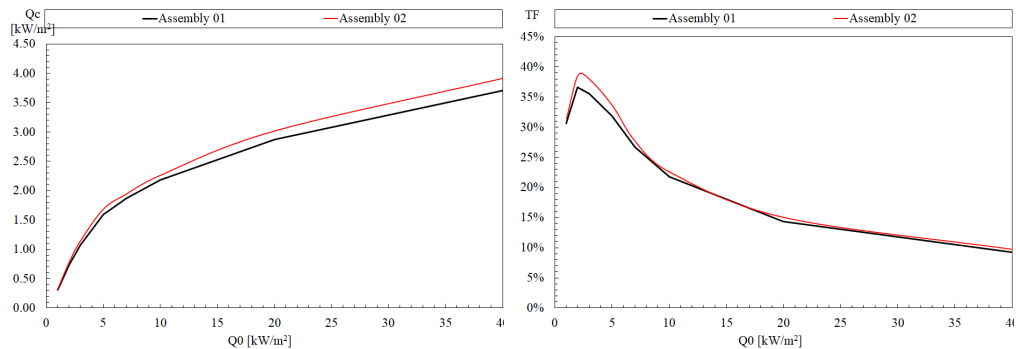 Qc
[kW/m²]
Assembly 01 Assembly 02
4.50
4.00
3.50
3.00
2.50
2.00
1.50
1.00
0.50
0.00
0 5 10 15 20 25 30 35 40
Q0 [kW/m²]
TF
Assembly 01 Assembly 02
45%
40%
35%
30%
25%
20%
15%
10%
5%
0%
0 5 10 15 20 25 30 35 40
Q0 [kW/m²]